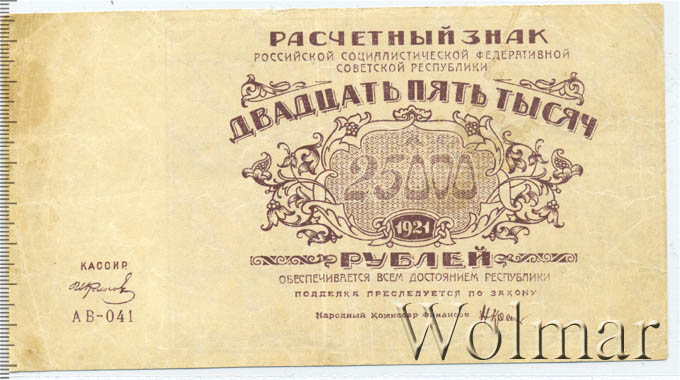 РАСЧЕТНЫЙ ЗНАК
РОССИЙСКОЙ СОЦИАЛИСТИЧЕСКОЙ ФЕДЕРАТИВНОЙ
СОВЕТСКОЙ РЕСПУБЛИКИ
ДВАДЦАТЬ ПЯТЬ ТЫСЯЧ
25000
1921
РУБЛЕЙ
ОБЕСПЕЧИВАЕТСЯ ВСЕМ ДОСТОЯНИЕМ РЕСПУБЛИКИ
ПОДДЕЛКА ПРЕСЛЕДУЕТСЯ ПО ЗАКОНУ
Народный Комиссар Финансов
КАССИР
АВ-041
Wolmar